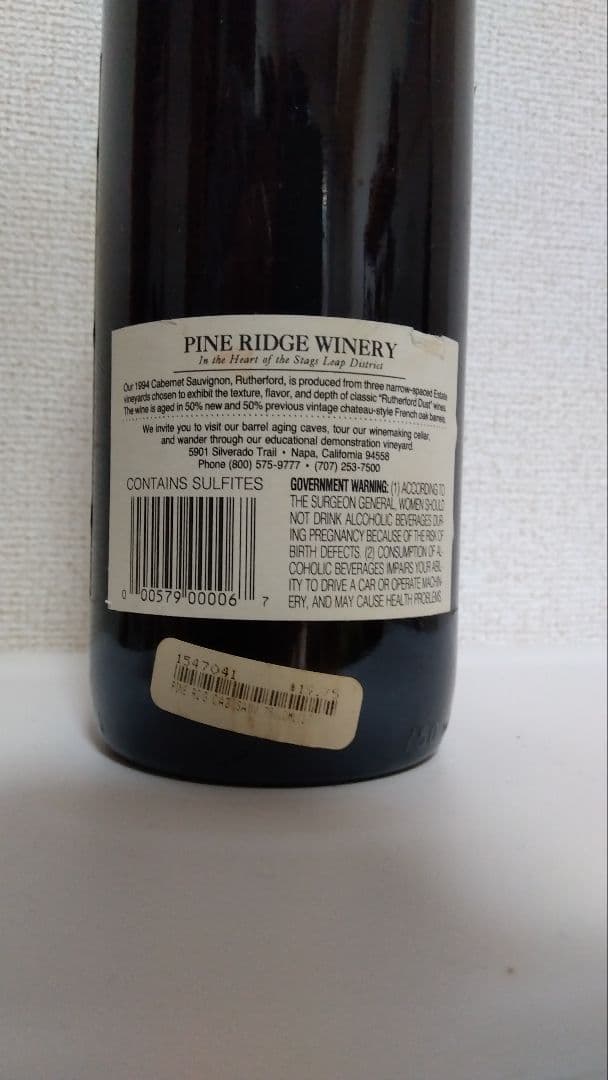 PINE RIDGE WINERY
In the Heart of the Stags Leap District
Our 1994 Cabernet Sauvignon, Rutherford, is produced from three narrow-spaced Estate
vineyards chosen to exhibit the texture, flavor, and depth of classic "Rutherford Dust" wines.
The wine is aged in 50% new and 50% previous vintage chateau-style French oak barrels.
We invite you to visit our barrel aging caves, tour our winemaking cellar,
and wander through our educational demonstration vineyard.
5901 Silverado Trail • Napa, California 94558
Phone (800) 575-9777 • (707) 253-7500
CONTAINS SULFITES
0 00579 00006 7
GOVERNMENT WARNING: (1) ACCORDING TO
THE SURGEON GENERAL, WOMEN SHOULD
NOT DRINK ALCOHOLIC BEVERAGES DUR-
ING PREGNANCY BECAUSE OF THE RISK OF
BIRTH DEFECTS. (2) CONSUMPTION OF AL-
COHOLIC BEVERAGES IMPAIRS YOUR ABIL-
ITY TO DRIVE A CAR OR OPERATE MACHIN-
ERY, AND MAY CAUSE HEALTH PROBLEMS.
1547041
PINE RDG CAB